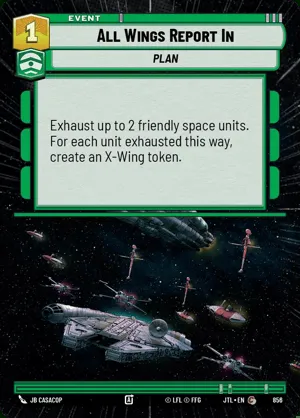 EVENT
1
ALL WINGS REPORT IN
PLAN
Exhaust up to 2 friendly space units.
For each unit exhausted this way,
create an X-Wing token.
JB CASACOP
© LFL © FFG
JTL • EN
C
856